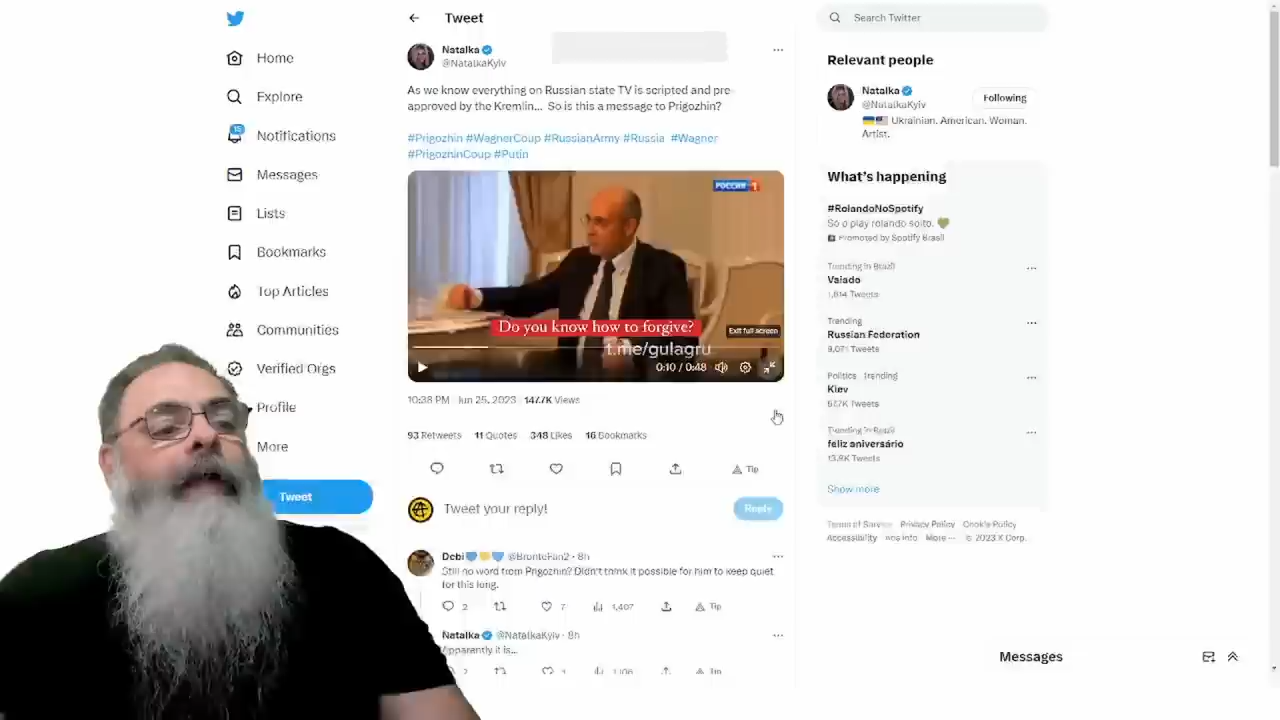 Home
Explore
15
Notifications
Messages
Lists
Bookmarks
Top Articles
Communities
Verified Orgs
Profile
More
Tweet
Tweet
Natalka
@NatalkaKyiv
As we know everything on Russian state TV is scripted and pre-
approved by the Kremlin... So is this a message to Prigozhin?
#Prigozhin #WagnerCoup #RussianArmy #Russia #Wagner
#PrigozhinCoup #Putin
РОССИЯ 1
Do you know how to forgive?
Exit full screen
t.me/gulagru
0:10 / 0:48
10:38 PM · Jun 25, 2023 · 147.7K Views
93 Retweets 11 Quotes 348 Likes 16 Bookmarks
Tip
Tweet your reply!
Reply
Debi @BronteFan2 · 8h
Still no word from Prigozhin? Didn't think it possible for him to keep quiet
for this long.
2 7 1,407 Tip
Natalka @NatalkaKyiv · 8h
Apparently it is...
Tip
Search Twitter
Relevant people
Natalka
@NatalkaKyiv
Following
Ukrainian. American. Woman.
Artist.
What's happening
#RolandoNoSpotify
Só o play rolando solto.
Promoted by Spotify Brasil
Trending in Brazil
Vaiado
1,614 Tweets
Trending
Russian Federation
Tweets
Politics · Trending
Kiev
Tweets
Trending in Brazil
feliz aniversário
13.9K Tweets
Show more
Terms of Service Privacy Policy Cookie Policy
Accessibility Ads info More ··· © 2023 X Corp.
Messages